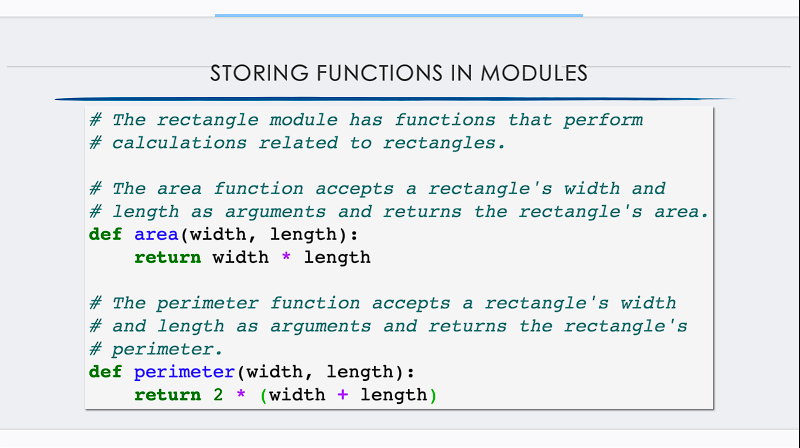 STORING FUNCTIONS IN MODULES
# The rectangle module has functions that perform
# calculations related to rectangles.
# The area function accepts a rectangle's width and
# length as arguments and returns the rectangle's area.
def area(width, length):
    return width * length
# The perimeter function accepts a rectangle's width
# and length as arguments and returns the rectangle's
# perimeter.
def perimeter(width, length):
    return 2 * (width + length)